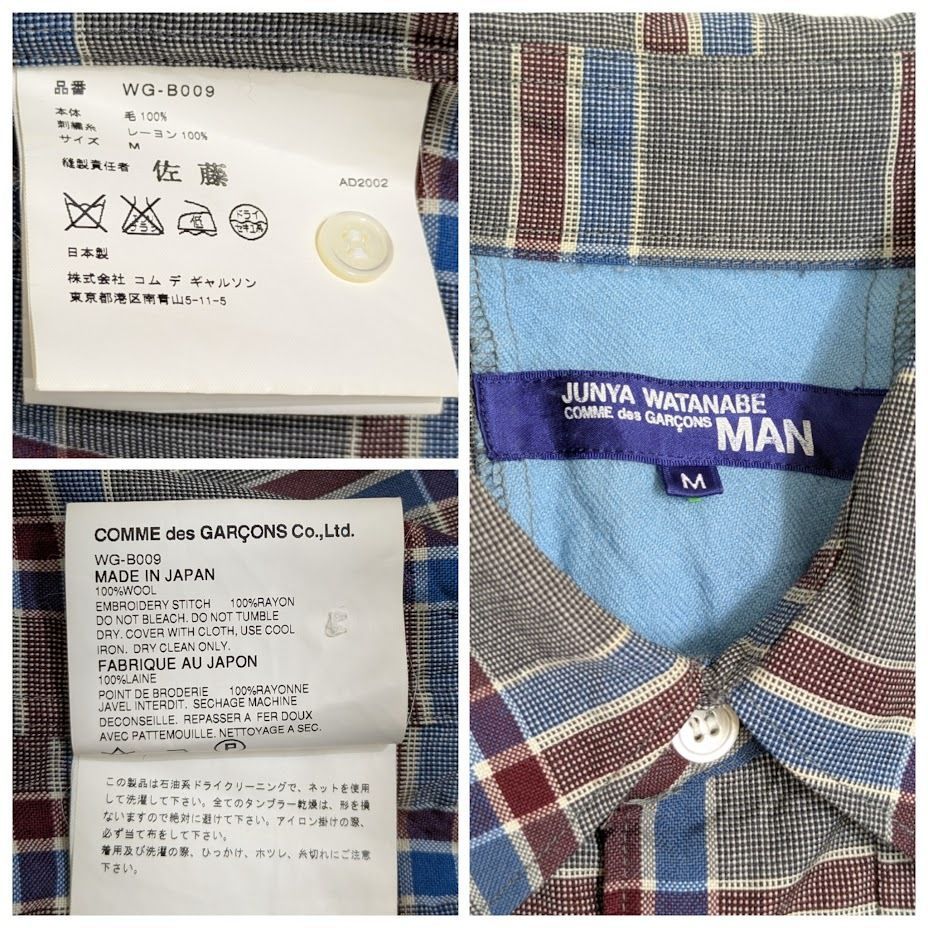 品番 WG-B009
本体 毛 100%
刺繍糸 レーヨン 100%
サイズ M
縫製責任者 佐藤
AD2002
ドライ
セキユ系
日本製
株式会社 コム デ ギャルソン
東京都港区南青山5-11-5
JUNYA WATANABE
COMME des GARÇONS MAN
M
COMME des GARÇONS Co.,Ltd.
WG-B009
MADE IN JAPAN
100%WOOL
EMBROIDERY STITCH 100%RAYON
DO NOT BLEACH. DO NOT TUMBLE
DRY. COVER WITH CLOTH, USE COOL
IRON. DRY CLEAN ONLY.
FABRIQUE AU JAPON
100%LAINE
POINT DE BRODERIE 100%RAYONNE
JAVEL INTERDIT. SECHAGE MACHINE
DECONSEILLE. REPASSER A FER DOUX
AVEC PATTEMOUILLE. NETTOYAGE A SEC.
P
この製品は石油系ドライクリーニングで、ネットを使用
して洗濯して下さい。全てのタンブラー乾燥は、形を損
ないますので絶対に避けて下さい。アイロン掛けの際、
必ず当て布をして下さい。
着用及び洗濯の際、ひっかけ、ホツレ、糸切れにご注意
下さい。